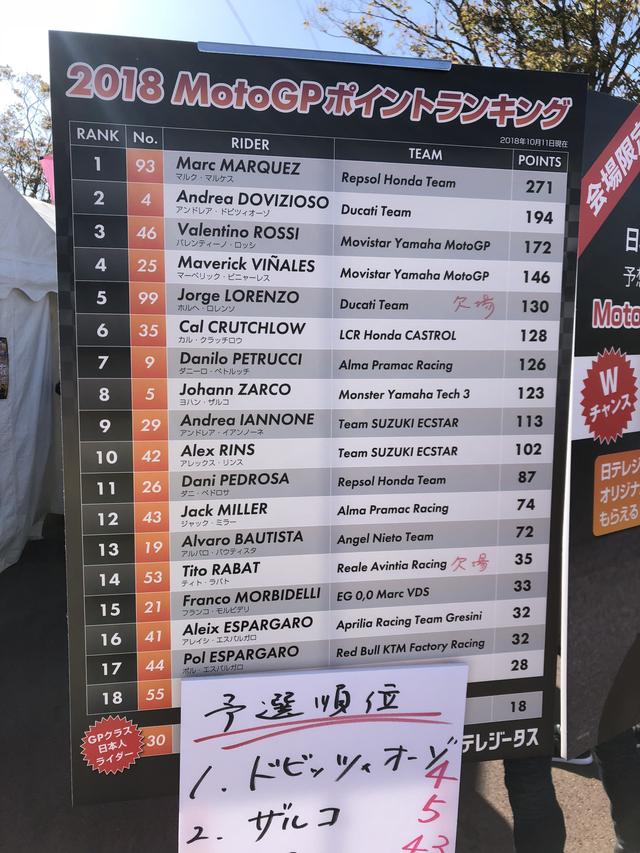 2018 MotoGPポイントランキング
2018年10月11日現在
RANK No. RIDER TEAM POINTS
1 93 Marc MARQUEZ Repsol Honda Team 271
マルク・マルケス
2 4 Andrea DOVIZIOSO Ducati Team 194
アンドレア・ドビツィオーゾ
3 46 Valentino ROSSI Movistar Yamaha MotoGP 172
バレンティーノ・ロッシ
4 25 Maverick VIÑALES Movistar Yamaha MotoGP 146
マーベリック・ビニャーレス
5 99 Jorge LORENZO Ducati Team 欠場 130
ホルヘ・ロレンソ
6 35 Cal CRUTCHLOW LCR Honda CASTROL 128
カル・クラッチロウ
7 9 Danilo PETRUCCI Alma Pramac Racing 126
ダニーロ・ペトルッチ
8 5 Johann ZARCO Monster Yamaha Tech 3 123
ヨハン・ザルコ
9 29 Andrea IANNONE Team SUZUKI ECSTAR 113
アンドレア・イアンノーネ
10 42 Alex RINS Team SUZUKI ECSTAR 102
アレックス・リンス
11 26 Dani PEDROSA Repsol Honda Team 87
ダニ・ペドロサ
12 43 Jack MILLER Alma Pramac Racing 74
ジャック・ミラー
13 19 Alvaro BAUTISTA Angel Nieto Team 72
アルバロ・バウティスタ
14 53 Tito RABAT Reale Avintia Racing 欠場 35
ティト・ラバト
15 21 Franco MORBIDELLI EG 0,0 Marc VDS 33
フランコ・モルビデリ
16 41 Aleix ESPARGARO Aprilia Racing Team Gresini 32
アレイシ・エスパルガロ
17 44 Pol ESPARGARO Red Bull KTM Factory Racing 32
ポル・エスパルガロ
18 55 28
GPクラス
日本人
ライダー
30 18
テレジータス
予選順位
1. ドビッツィオーゾ 4
2. ザルコ 5
43
会場限定
日
予
Moto
W
チャンス
日テレジ
オリジナ
もらえる